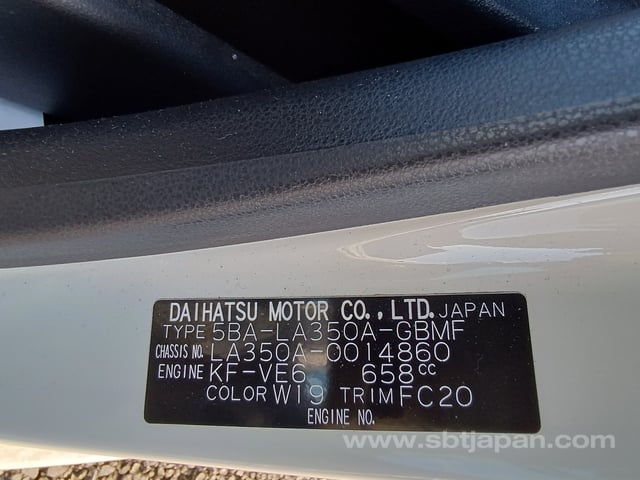 DAIHATSU MOTOR CO., LTD. JAPAN
TYPE 5BA-LA350A-GBMF
CHASSIS NO. LA350A-0014860
ENGINE KF-VE6 658CC
COLOR W19 TRIM FC20
ENGINE NO.
www.sbtjapan.com